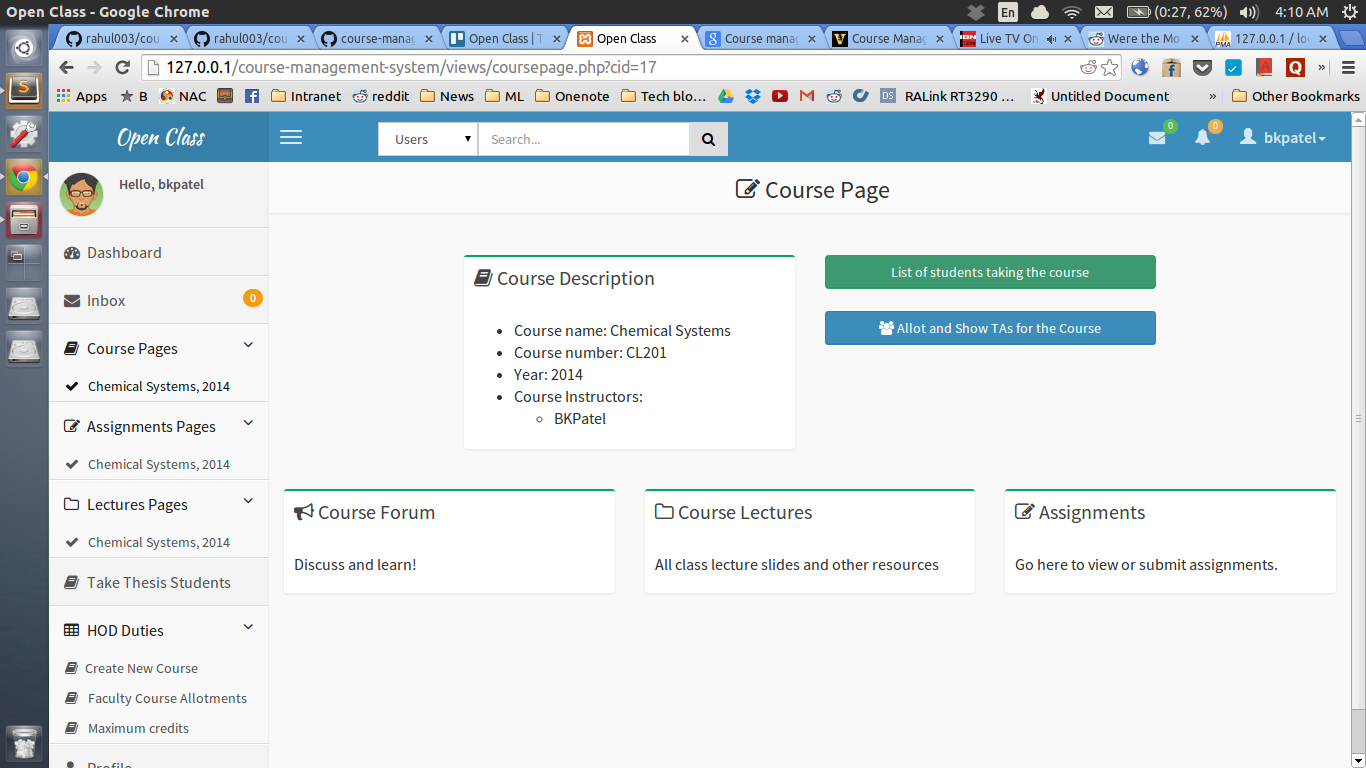 Open Class - Google Chrome
En
(0:27, 62%)
4:10 AM
rahul003/cou
rahul003/cou
course-manag
Open Class | T
Open Class
Course manag
Course Manag
Live TV On
Were the Mo
127.0.0.1 / lo
127.0.0.1/course-management-system/views/coursepage.php?cid=17
Apps
B
NAC
Intranet
reddit
News
ML
Onenote
Tech blo...
RALink RT3290 ...
Untitled Document
»
Other Bookmarks
Open Class
Users
Search...
0
0
bkpatel
Hello, bkpatel
Course Page
Dashboard
Inbox
0
Course Pages
Chemical Systems, 2014
Assignments Pages
Chemical Systems, 2014
Lectures Pages
Chemical Systems, 2014
Take Thesis Students
HOD Duties
Create New Course
Faculty Course Allotments
Maximum credits
Profile
Course Description
Course name: Chemical Systems
Course number: CL201
Year: 2014
Course Instructors:
BKPatel
List of students taking the course
Allot and Show TAs for the Course
Course Forum
Discuss and learn!
Course Lectures
All class lecture slides and other resources
Assignments
Go here to view or submit assignments.